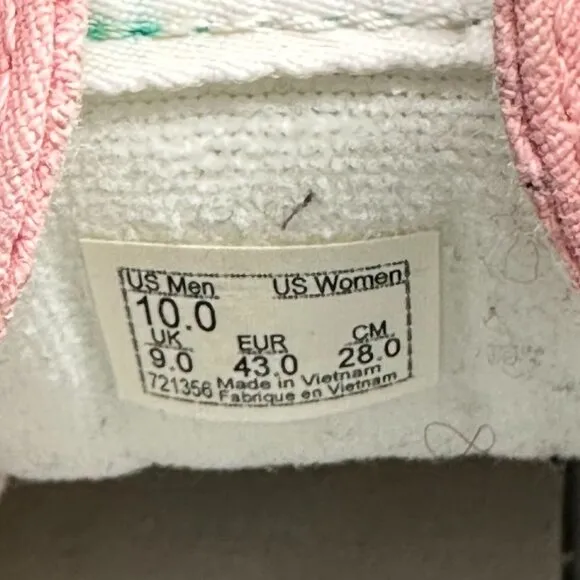 US Men US Women
10.0
UK EUR CM
9.0 43.0 28.0
721356 Made in Vietnam
Fabrique en Vietnam